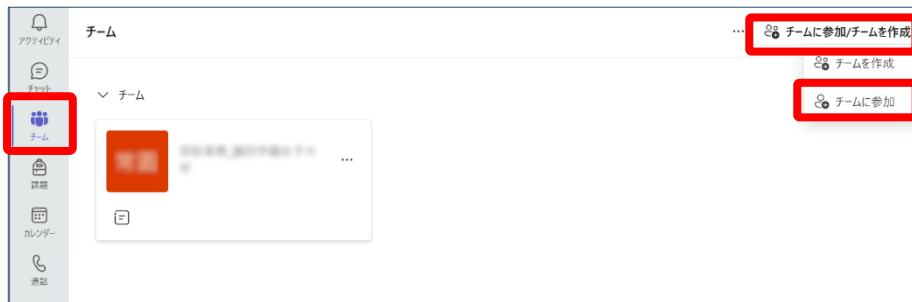 アクティビティ
チャット
チーム
課題
カレンダー
通話
チーム
… チームに参加/チームを作成
チームを作成
チームに参加
チーム
…